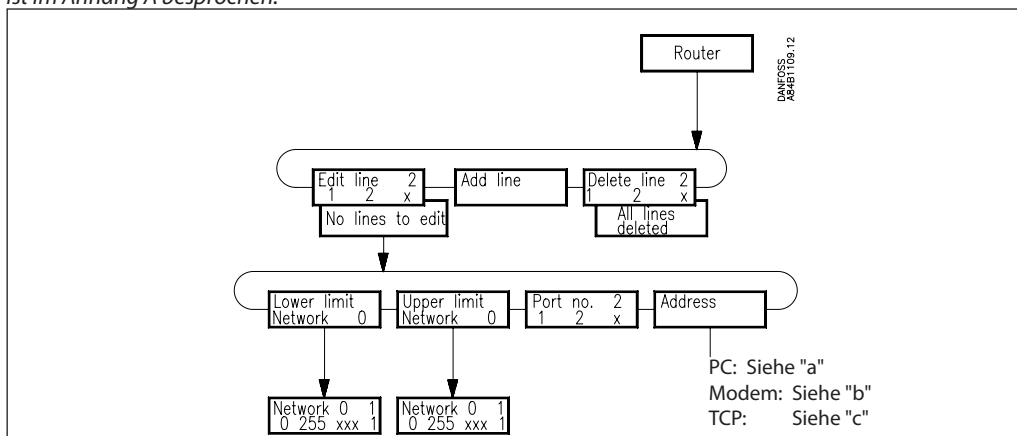 ist im Anhang A besprochen.
Router
DANFOSS
A84B1109.12
Edit line 2
1 2 x
No lines to edit
Add line
Delete line 2
1 2 x
All lines
deleted
Lower limit
Network 0
Upper limit
Network 0
Port no. 2
1 2 x
Address
PC: Siehe "a"
Modem: Siehe "b"
TCP: Siehe "c"
Network 0 1
0 255 xxx 1
Network 0 1
0 255 xxx 1